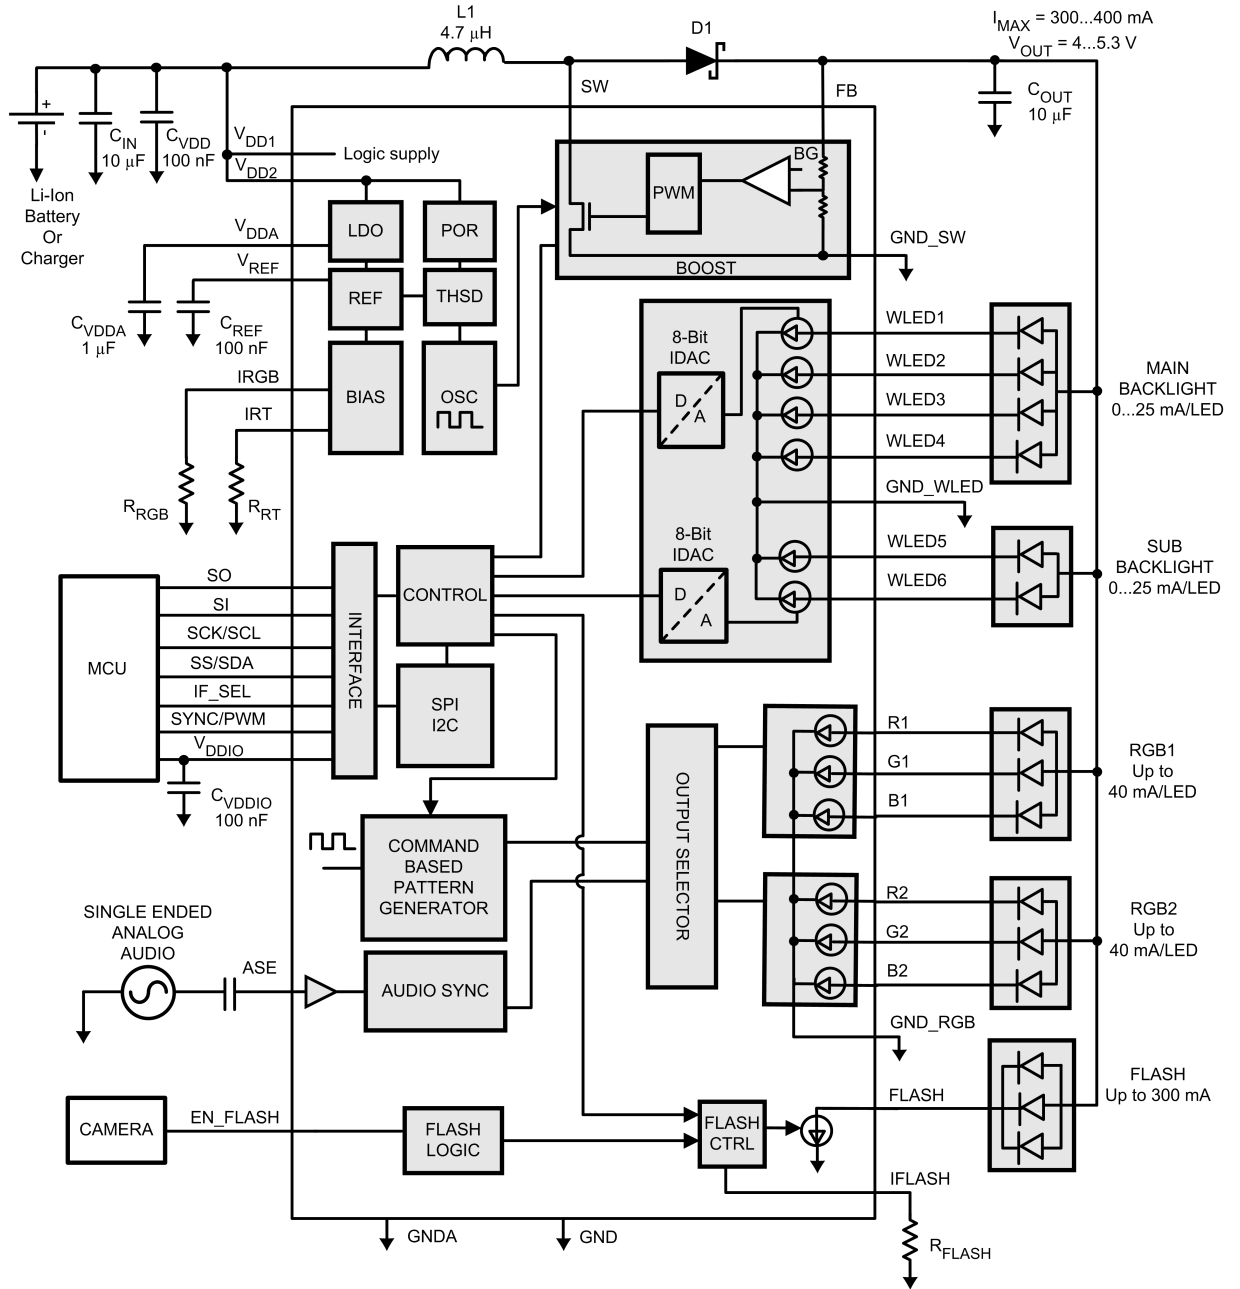 L1
4.7 μH
D1
IMAX = 300...400 mA
VOUT = 4...5.3 V
SW
FB
COUT
10 μF
+
-
CIN
10 μF
CVDD
100 nF
VDD1
Logic supply
VDD2
Li-Ion
Battery
Or
Charger
BG
PWM
BOOST
GND_SW
LDO
POR
VDDA
VREF
REF
THSD
CVDDA
1 μF
CREF
100 nF
IRGB
IRT
BIAS
OSC
RRGB
RRT
8-Bit
IDAC
D
A
WLED1
WLED2
WLED3
WLED4
GND_WLED
MAIN
BACKLIGHT
0...25 mA/LED
8-Bit
IDAC
D
A
WLED5
WLED6
SUB
BACKLIGHT
0...25 mA/LED
MCU
SO
SI
SCK/SCL
SS/SDA
IF_SEL
SYNC/PWM
VDDIO
CVDDIO
100 nF
INTERFACE
CONTROL
SPI
I2C
OUTPUT SELECTOR
R1
G1
B1
RGB1
Up to
40 mA/LED
COMMAND
BASED
PATTERN
GENERATOR
R2
G2
B2
RGB2
Up to
40 mA/LED
SINGLE ENDED
ANALOG
AUDIO
ASE
AUDIO SYNC
GND_RGB
CAMERA
EN_FLASH
FLASH
LOGIC
FLASH
CTRL
FLASH
FLASH
Up to 300 mA
IFLASH
RFLASH
GNDA
GND